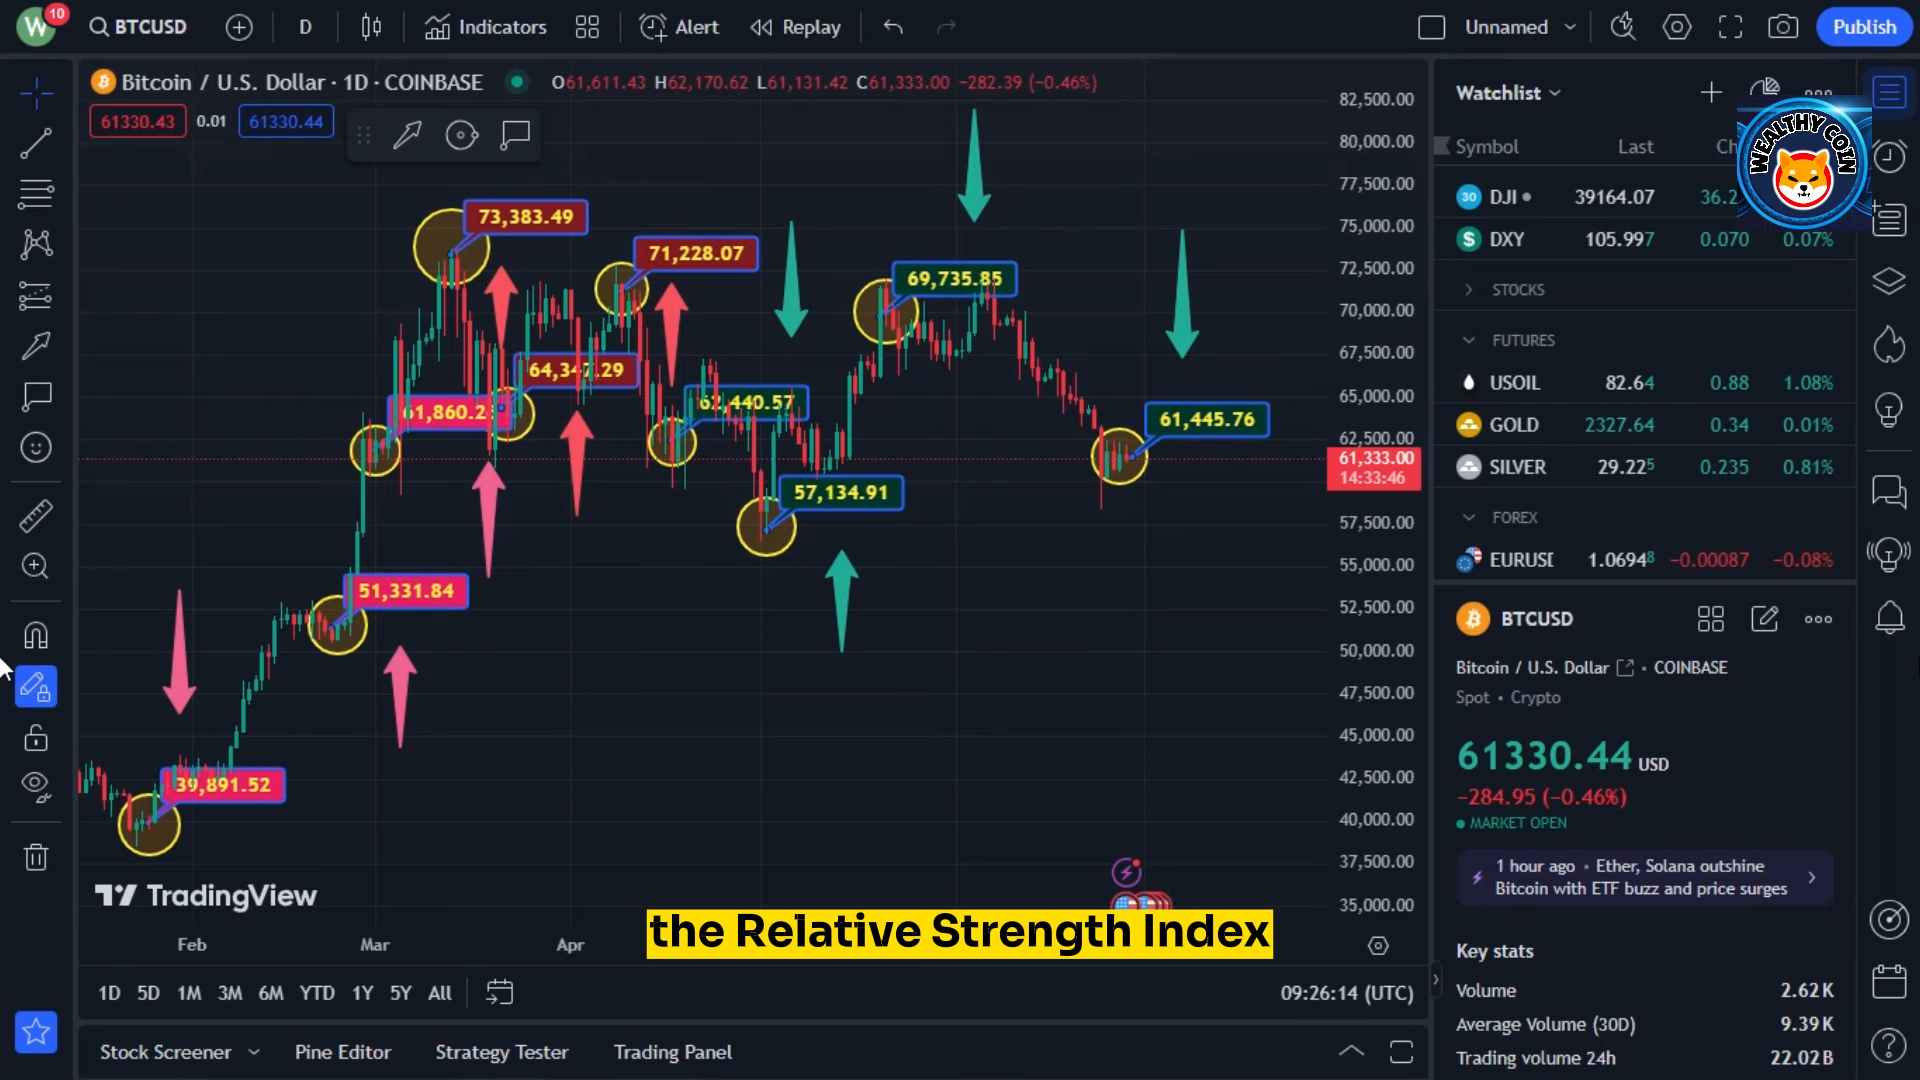 W
10
BTCUSD
D
Indicators
Alert
Replay
Unnamed
Publish
Bitcoin / U.S. Dollar · 1D · COINBASE
O61,611.43 H62,170.62 L61,131.42 C61,333.00 −282.39 (−0.46%)
61330.43 0.01 61330.44
82,500.00
80,000.00
77,500.00
75,000.00
72,500.00
70,000.00
67,500.00
65,000.00
62,500.00
61,333.00
14:33:46
57,500.00
55,000.00
52,500.00
50,000.00
47,500.00
45,000.00
42,500.00
40,000.00
37,500.00
35,000.00
73,383.49
71,228.07
69,735.85
64,347.29
61,860.2
62,440.57
61,445.76
57,134.91
51,331.84
39,891.52
TradingView
the Relative Strength Index
Feb Mar Apr
1D 5D 1M 3M 6M YTD 1Y 5Y All
09:26:14 (UTC)
Stock Screener Pine Editor Strategy Tester Trading Panel
Watchlist
WEALTHY COIN
Symbol Last Ch
30 DJI 39164.07 36.2
$ DXY 105.997 0.070 0.07%
STOCKS
FUTURES
USOIL 82.64 0.88 1.08%
GOLD 2327.64 0.34 0.01%
SILVER 29.225 0.235 0.81%
FOREX
EURUSI 1.06948 −0.00087 −0.08%
BTCUSD
Bitcoin / U.S. Dollar · COINBASE
Spot · Crypto
61330.44 USD
−284.95 (−0.46%)
MARKET OPEN
1 hour ago · Ether, Solana outshine
Bitcoin with ETF buzz and price surges
Key stats
Volume 2.62K
Average Volume (30D) 9.39K
Trading volume 24h 22.02B